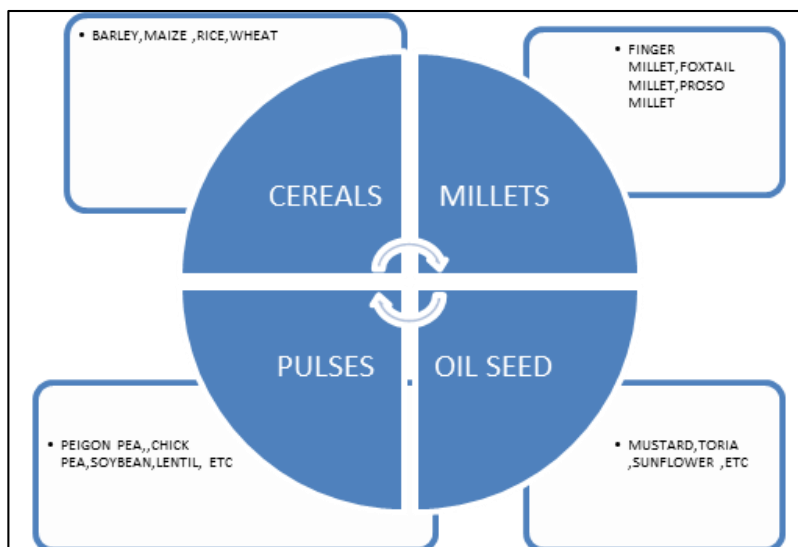 • BARLEY,MAIZE ,RICE,WHEAT
• FINGER
MILLET,FOXTAIL
MILLET,PROSO
MILLET
CEREALS
MILLETS
PULSES
OIL SEED
• PEIGON PEA,,CHICK
PEA,SOYBEAN,LENTIL, ETC
• MUSTARD,TORIA
,SUNFLOWER ,ETC